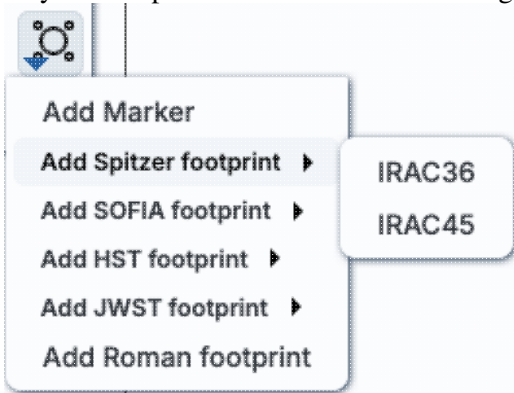 Add Marker
Add Spitzer footprint
IRAC36
Add SOFIA footprint
IRAC45
Add HST footprint
Add JWST footprint
Add Roman footprint